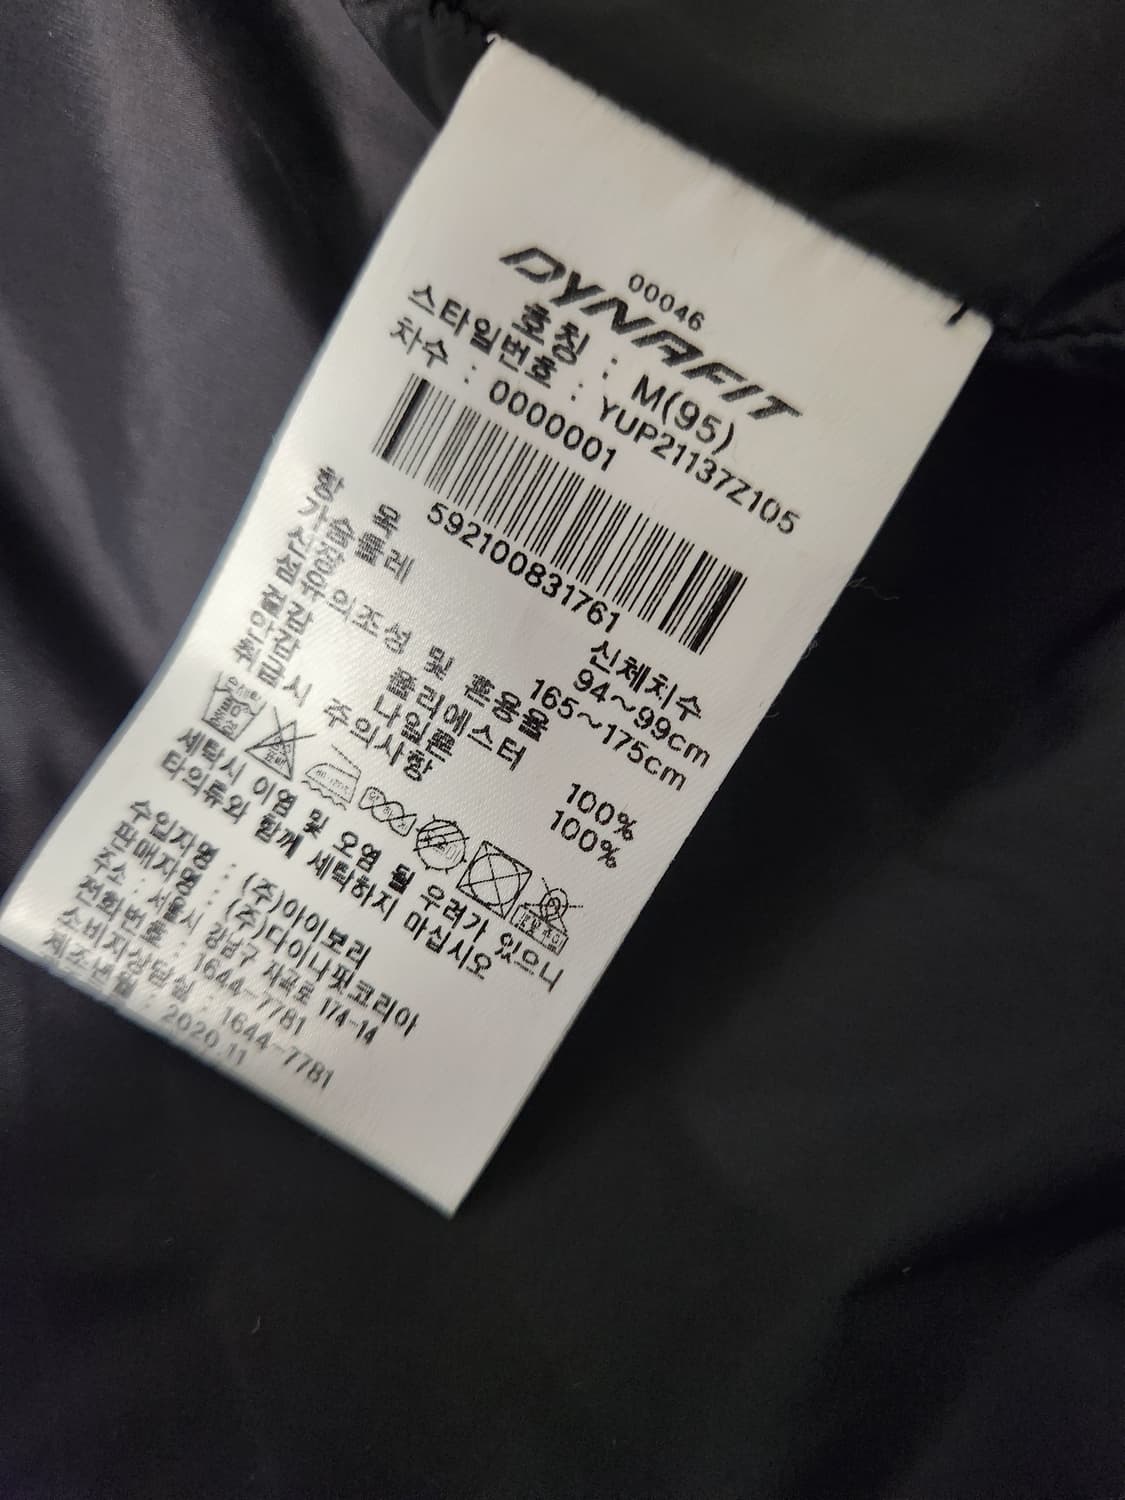 00046
DYNAFIT
호칭 : M(95)
스타일번호 : YUP21137Z105
차수 : 0000001
592100831761
항 목 신체치수
가슴둘레 94~99cm
신장 165~175cm
섬유의조성 및 혼용율
겉감 폴리에스터 100%
안감 나일론 100%
취급시 주의사항
세탁시 이염 및 오염 될 우려가 있으니
타의류와 함께 세탁하지 마십시오
수입자명 : (주)아이보리
판매자명 : (주)다이나핏코리아
주소 : 서울시 강남구 자곡로 174-14
전화번호 : 1644-7781
소비자상담실 : 1644-7781
제조년월 : 2020.11